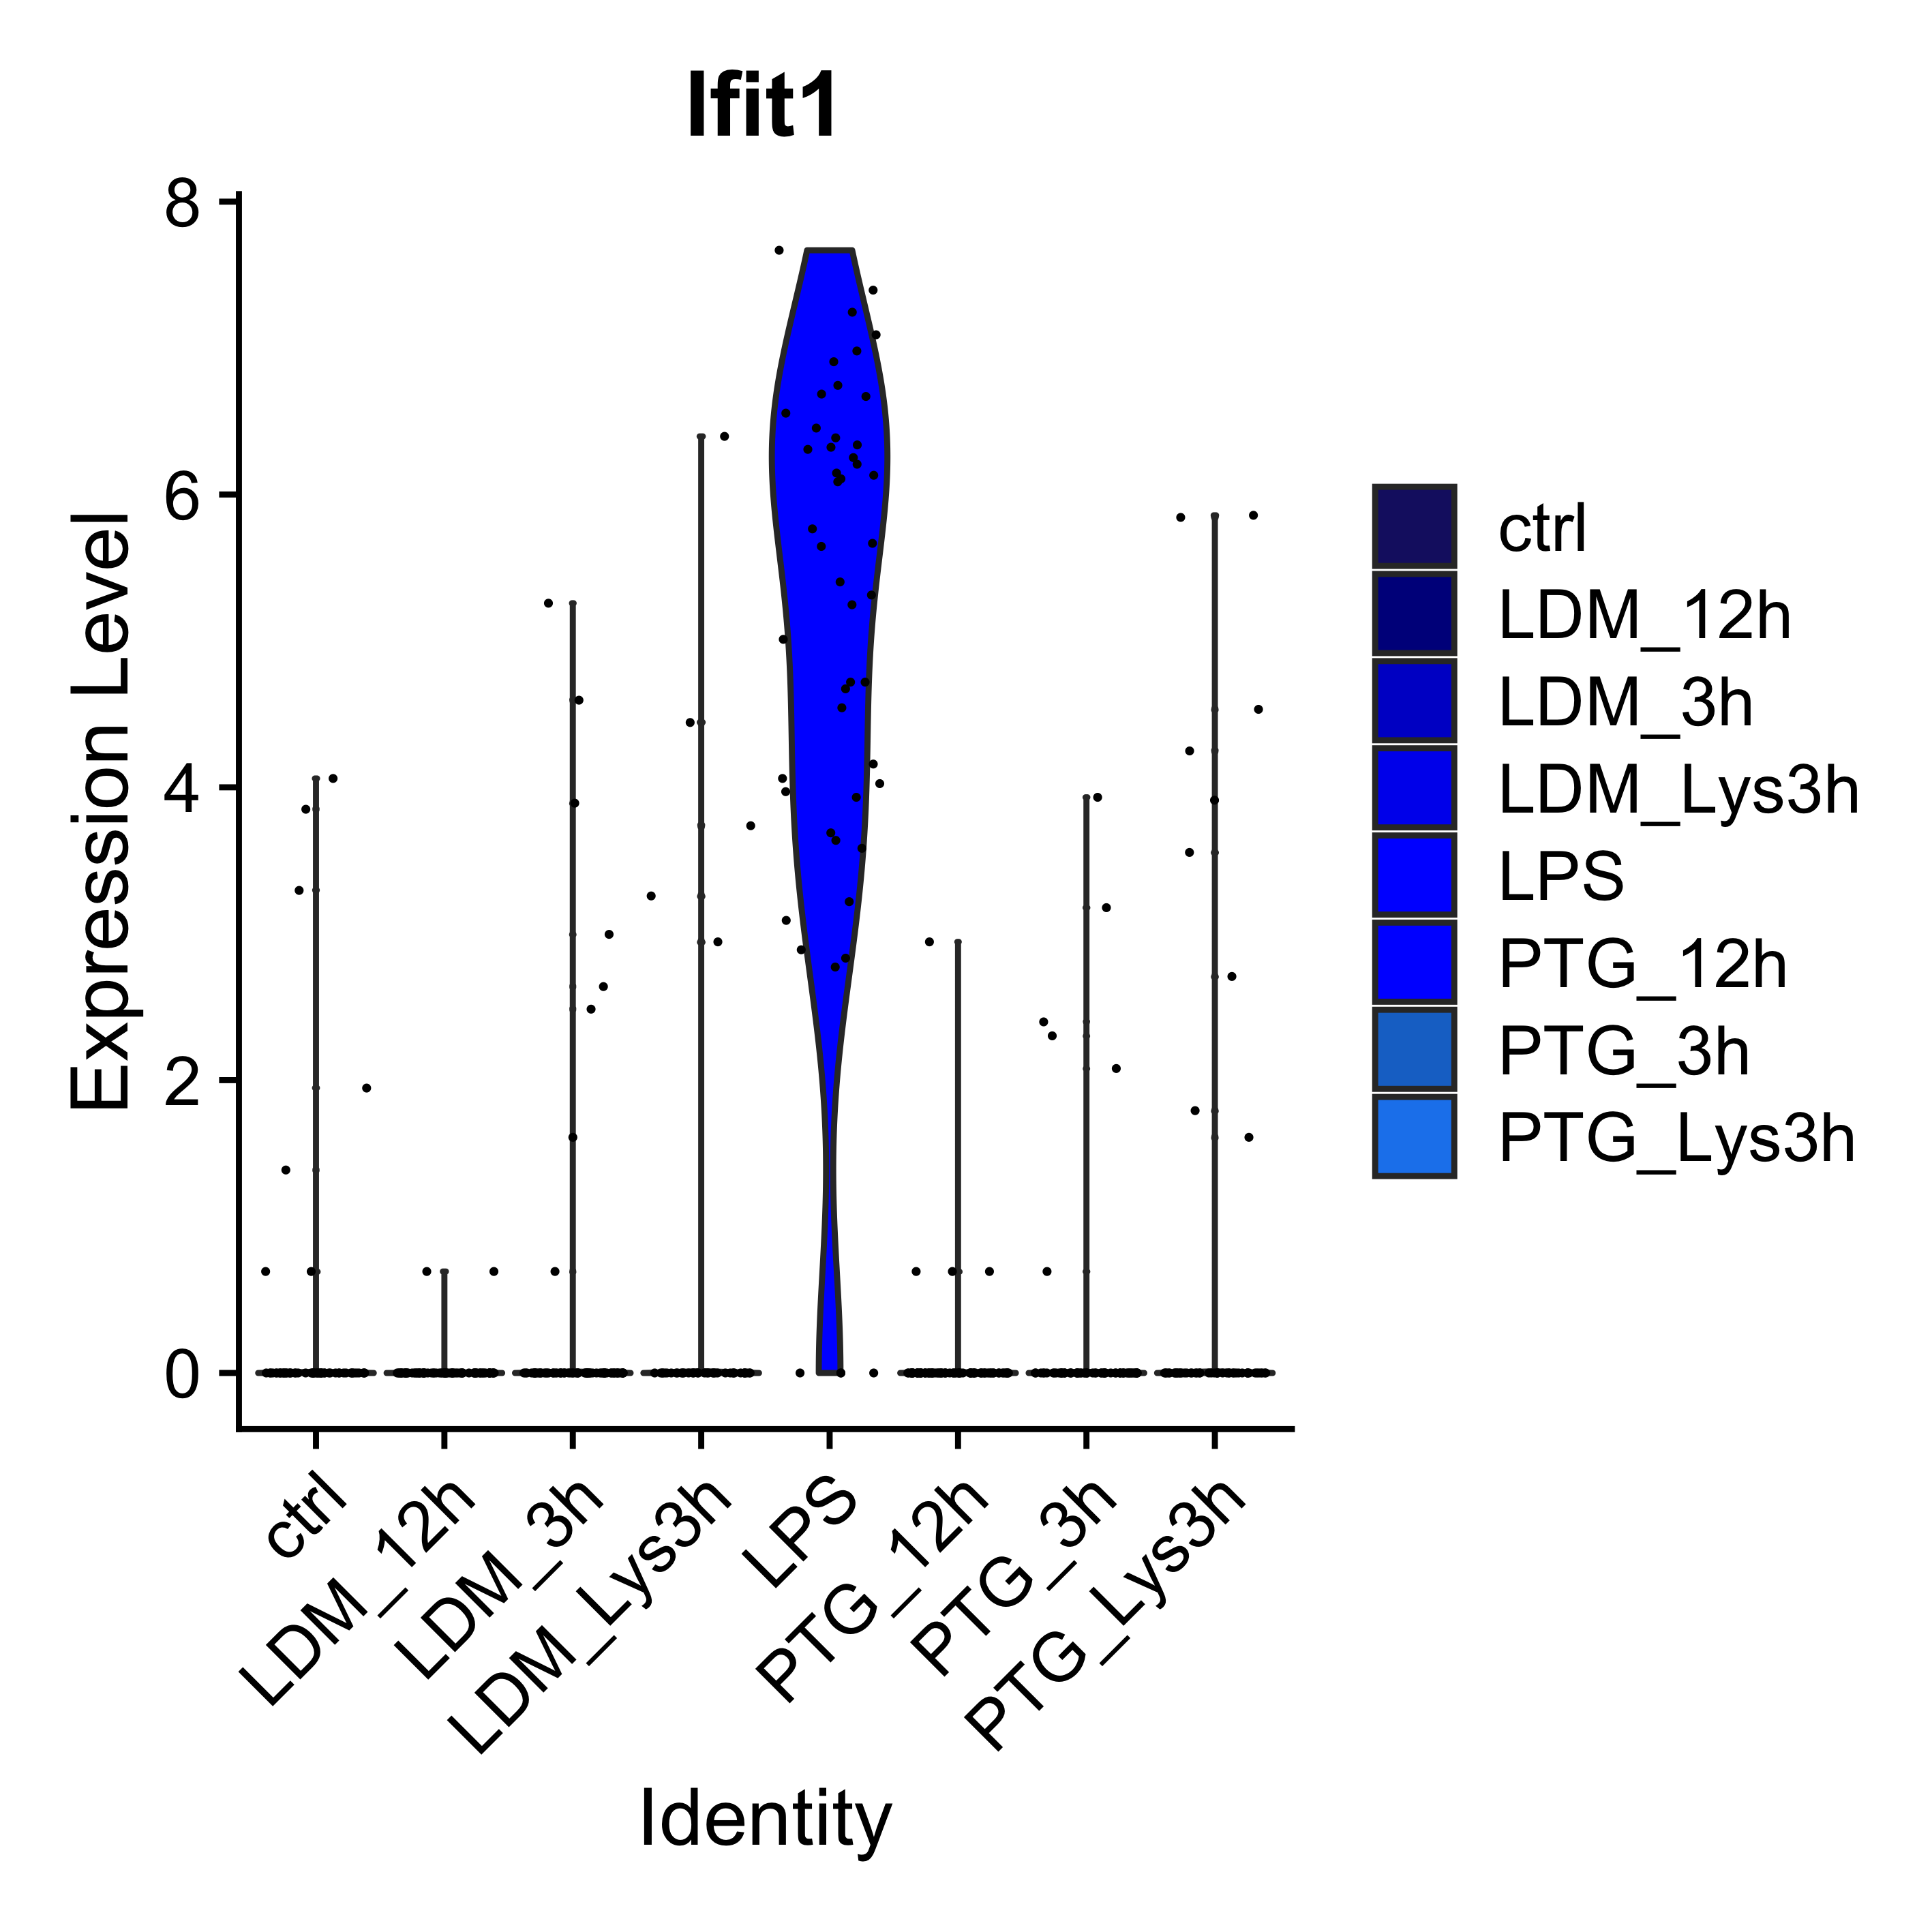 Ifit1
Expression Level
8
6
4
2
0
ctrl
LDM_12h
LDM_3h
LDM_Lys3h
LPS
PTG_12h
PTG_3h
PTG_Lys3h
Identity
ctrl
LDM_12h
LDM_3h
LDM_Lys3h
LPS
PTG_12h
PTG_3h
PTG_Lys3h